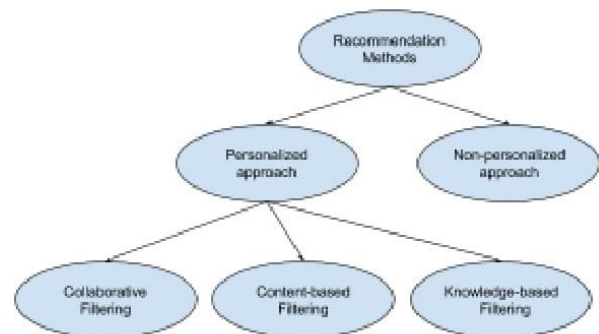 Recommendation
Methods
Personalized
approach
Non-personalized
approach
Collaborative
Filtering
Content-based
Filtering
Knowledge-based
Filtering